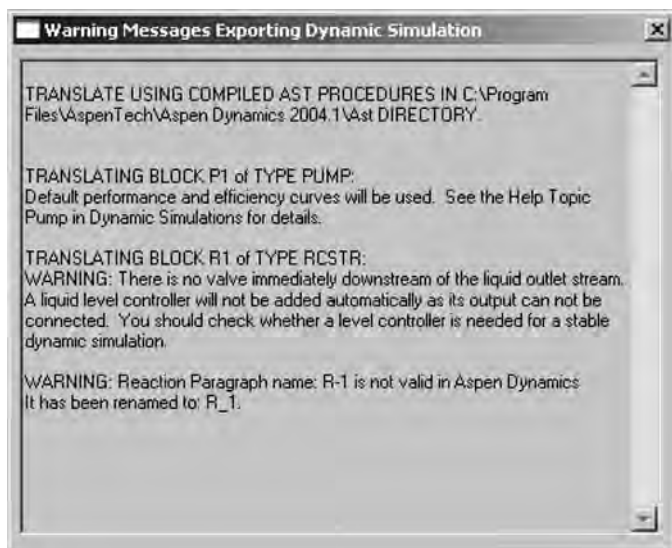 Warning Messages Exporting Dynamic Simulation
TRANSLATE USING COMPILED AST PROCEDURES IN C:\Program
Files\AspenTech\Aspen Dynamics 2004.1\Ast DIRECTORY.
TRANSLATING BLOCK P1 of TYPE PUMP:
Default performance and efficiency curves will be used. See the Help Topic
Pump in Dynamic Simulations for details.
TRANSLATING BLOCK R1 of TYPE RCSTR:
WARNING: There is no valve immediately downstream of the liquid outlet stream.
A liquid level controller will not be added automatically as its output can not be
connected. You should check whether a level controller is needed for a stable
dynamic simulation.
WARNING: Reaction Paragraph name: R-1 is not valid in Aspen Dynamics
It has been renamed to: R_1.